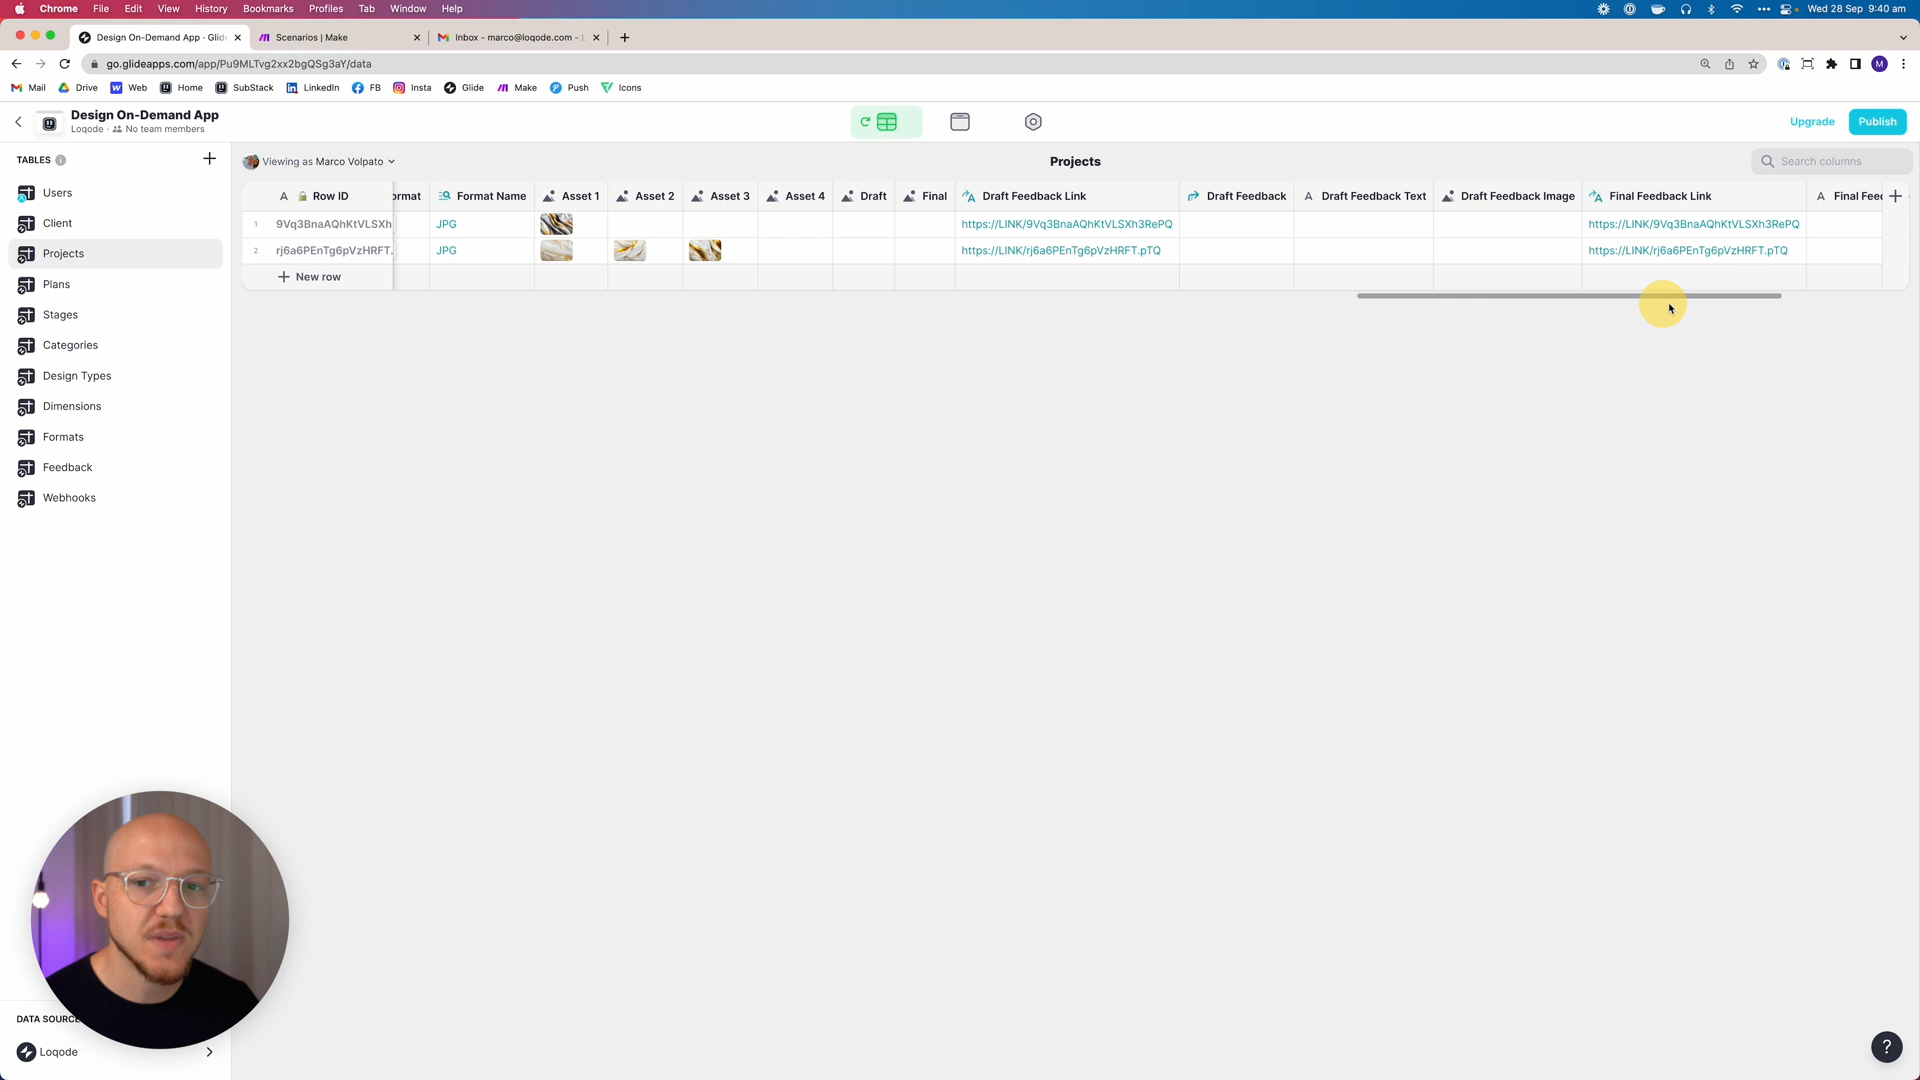 Chrome File Edit View History Bookmarks Profiles Tab Window Help Wed 28 Sep 9:40 am
Design On-Demand App · Glide Scenarios | Make Inbox - marco@loqode.com -
go.glideapps.com/app/Pu9MLTvg2xx2bgQSg3aY/data M
Mail Drive Web Home SubStack LinkedIn FB Insta Glide Make Push Icons
Design On-Demand App
Loqode · No team members
Upgrade Publish
TABLES
Viewing as Marco Volpato
Projects
Search columns
Row ID ormat Format Name Asset 1 Asset 2 Asset 3 Asset 4 Draft Final Draft Feedback Link Draft Feedback Draft Feedback Text Draft Feedback Image Final Feedback Link Final Feec
1 9Vq3BnaAQhKtVLSXh JPG https://LINK/9Vq3BnaAQhKtVLSXh3RePQ https://LINK/9Vq3BnaAQhKtVLSXh3RePQ
2 rj6a6PEnTg6pVzHRFT. JPG https://LINK/rj6a6PEnTg6pVzHRFT.pTQ https://LINK/rj6a6PEnTg6pVzHRFT.pTQ
New row
Users
Client
Projects
Plans
Stages
Categories
Design Types
Dimensions
Formats
Feedback
Webhooks
DATA SOURC
Loqode
?